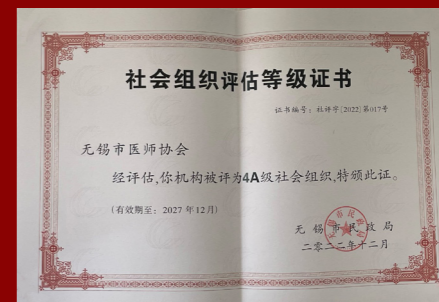 社会组织评估等级证书
证书编号：社评字[2022]第017号
无锡市医师协会
经评估,你机构被评为4A级社会组织,特颁此证。
(有效期至：2027年12月)
无锡市民政局
二零二二年十二月